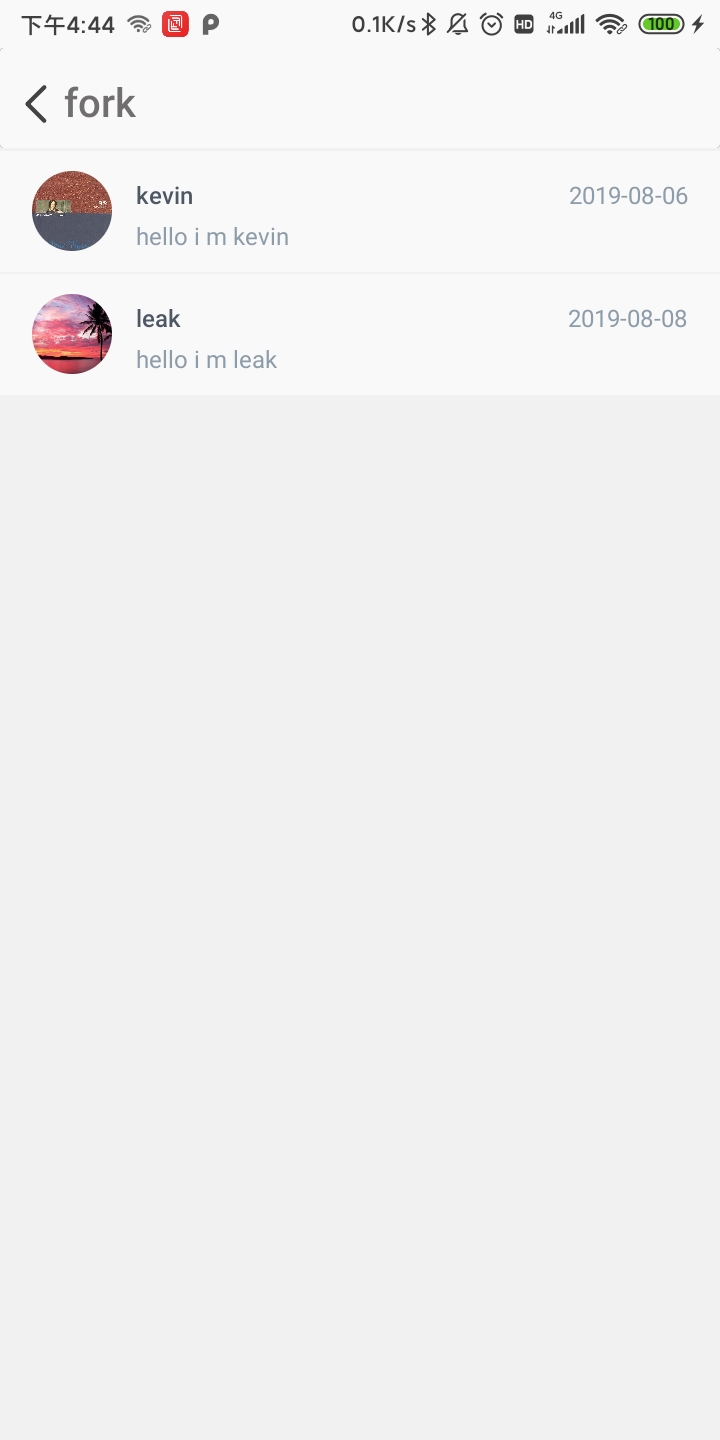 下午4:44 0.1K/s HD 4G 100
fork
kevin 2019-08-06
hello i m kevin
leak 2019-08-08
hello i m leak